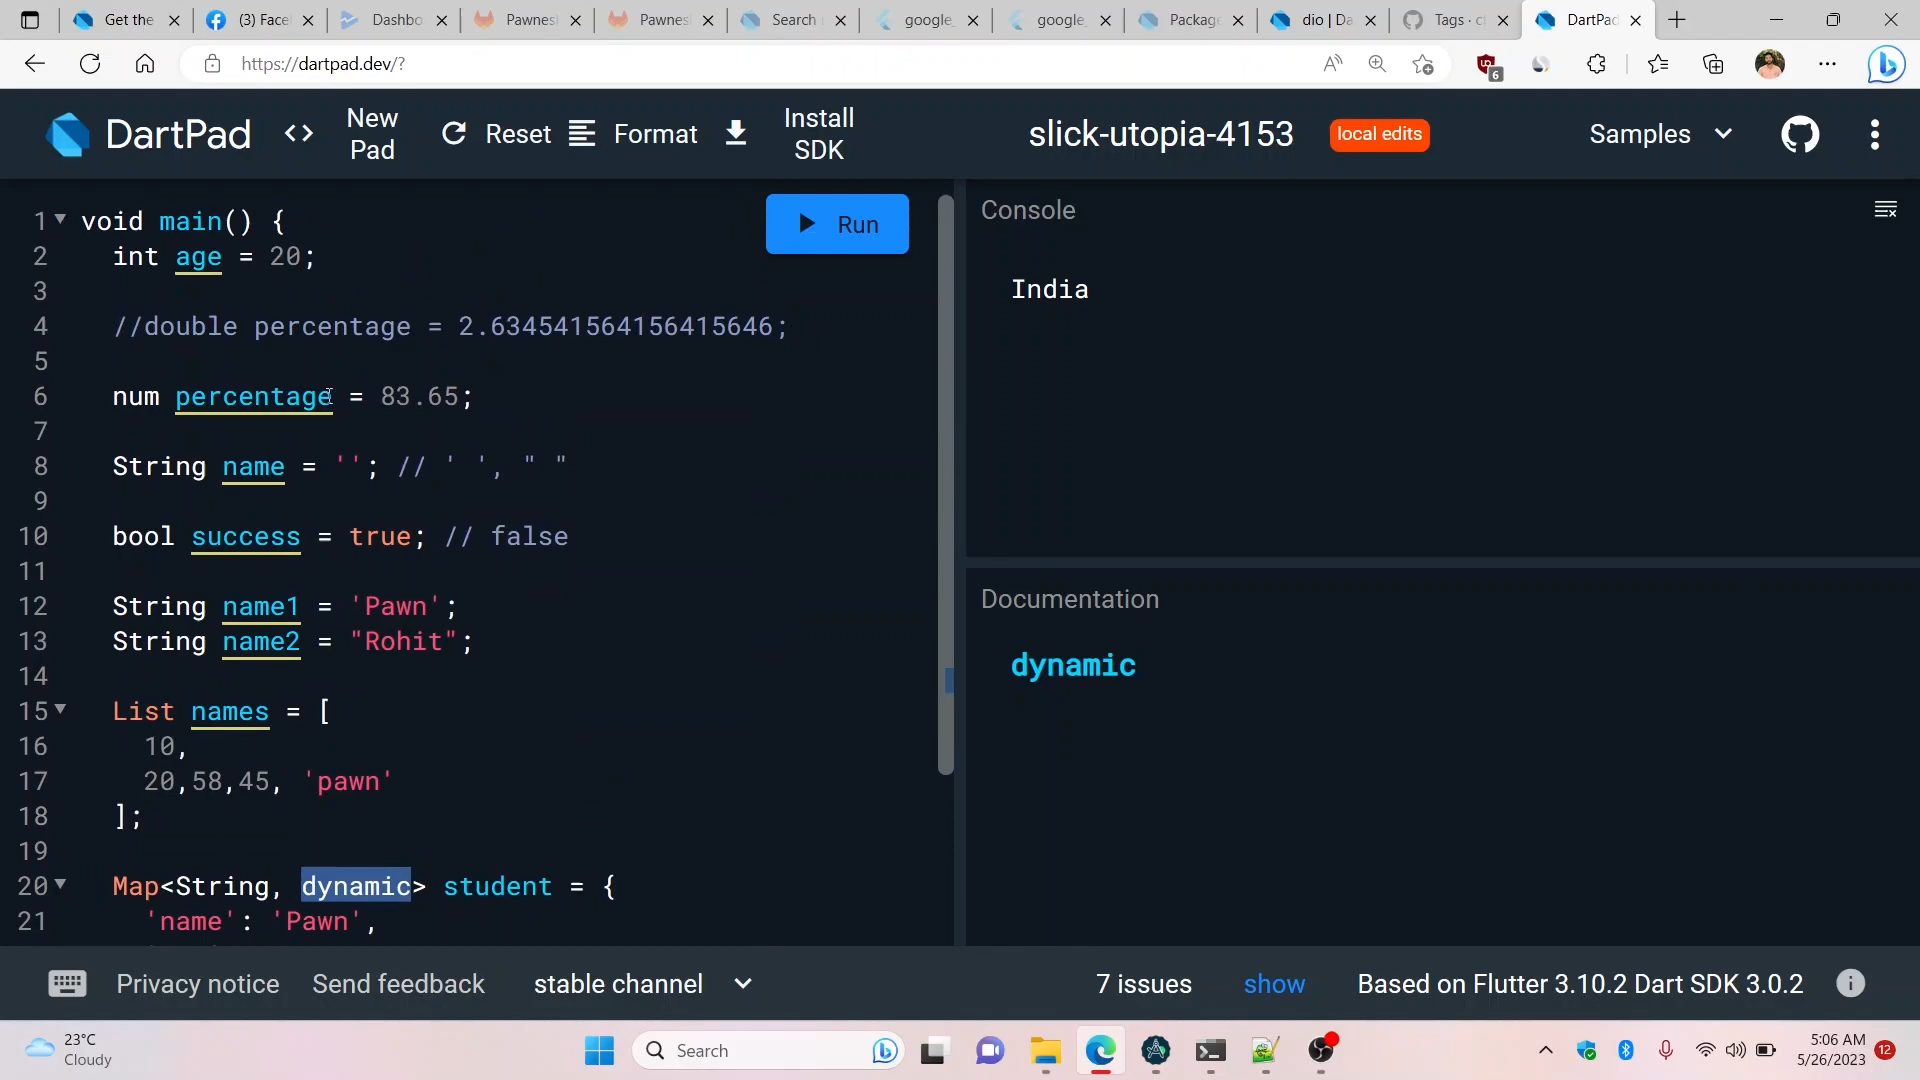 Get the
(3) Face
Dashbo
Pawnes
Pawnes
Search
google_
google_
Package
dio | Da
Tags · c
DartPad
https://dartpad.dev/?
6
DartPad
<> New Pad
Reset
Format
Install SDK
slick-utopia-4153
local edits
Samples
Run
1 void main() {
2 int age = 20;
3
4 //double percentage = 2.634541564156415646;
5
6 num percentage = 83.65;
7
8 String name = ''; // ' ', " "
9
10 bool success = true; // false
11
12 String name1 = 'Pawn';
13 String name2 = "Rohit";
14
15 List names = [
16 10,
17 20,58,45, 'pawn'
18 ];
19
20 Map<String, dynamic> student = {
21 'name': 'Pawn',
Console
India
Documentation
dynamic
Privacy notice
Send feedback
stable channel
7 issues
show
Based on Flutter 3.10.2 Dart SDK 3.0.2
23°C
Cloudy
Search
5:06 AM
5/26/2023
12